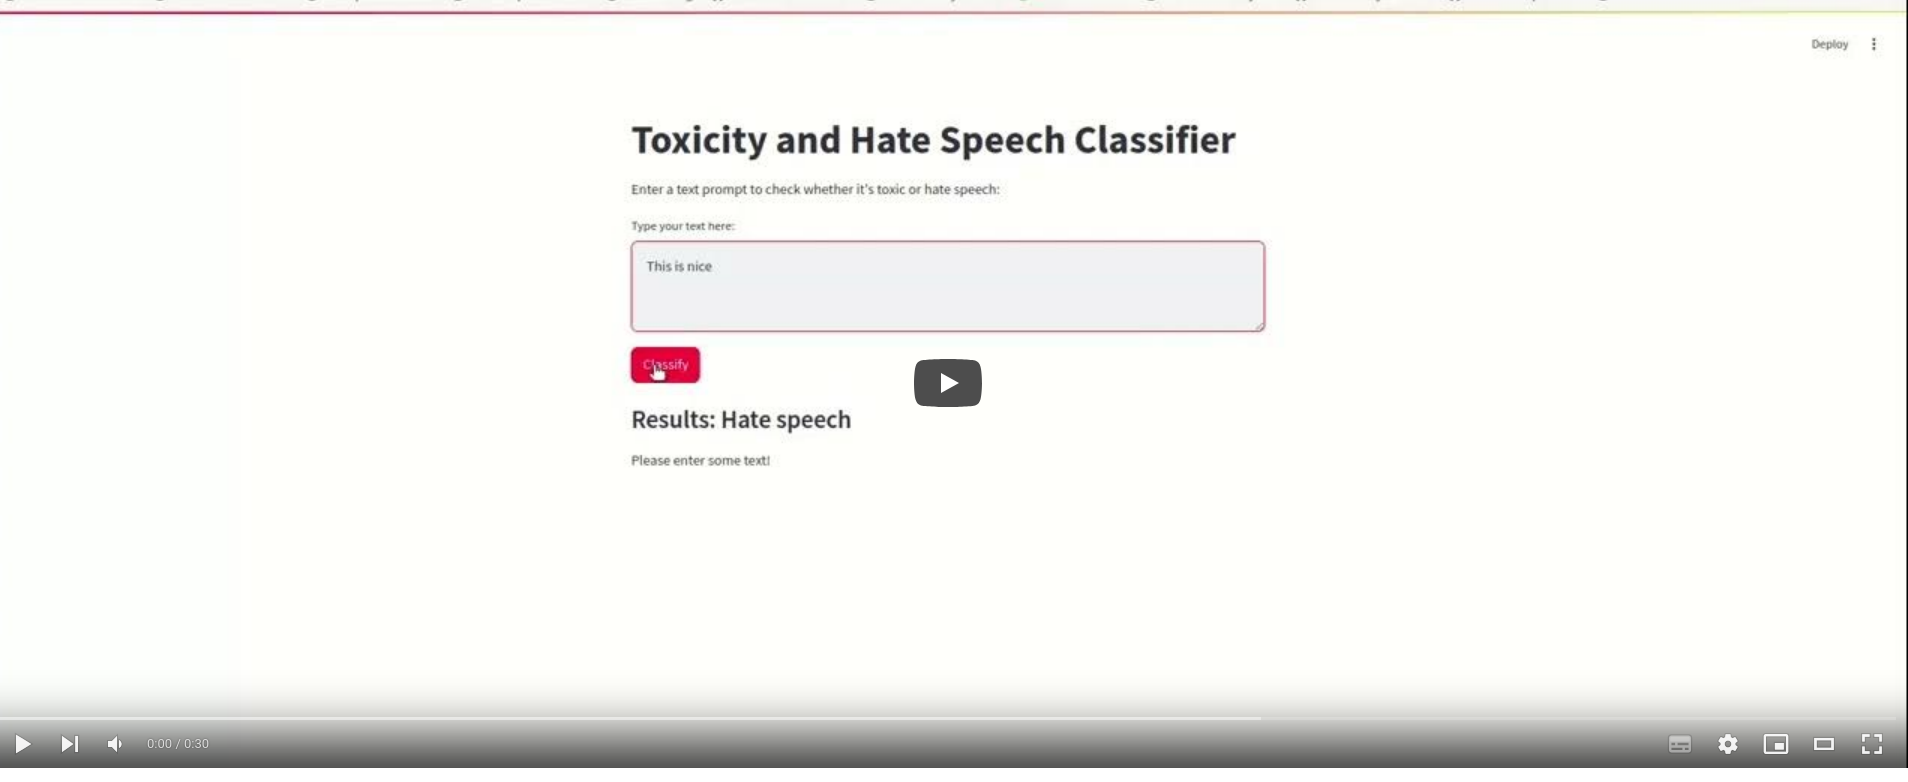 Deploy
Toxicity and Hate Speech Classifier
Enter a text prompt to check whether it's toxic or hate speech:
Type your text here:
This is nice
Classify
Results: Hate speech
Please enter some text!
0:00 / 0:30